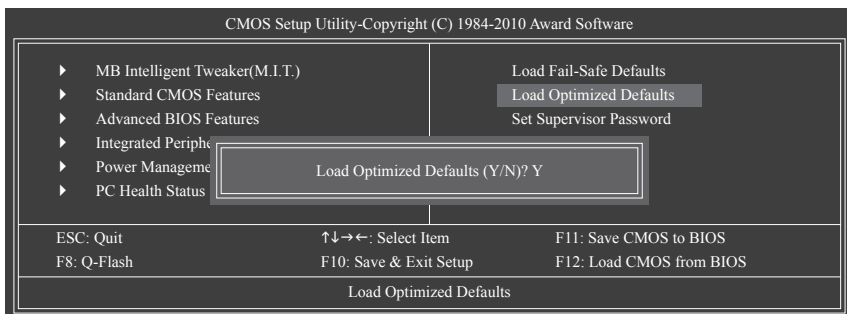 CMOS Setup Utility-Copyright (C) 1984-2010 Award Software
MB Intelligent Tweaker(M.I.T.)
Standard CMOS Features
Advanced BIOS Features
Integrated
Power
PC Health Status
Load Fail-Safe Defaults
Load Optimized Defaults
Set Supervisor Password
Load Optimized Defaults (Y/N)? Y
ESC: Quit
↑↓→←: Select Item
F11: Save CMOS to BIOS
F8: Q-Flash
F10: Save & Exit Setup
F12: Load CMOS from BIOS
Load Optimized Defaults